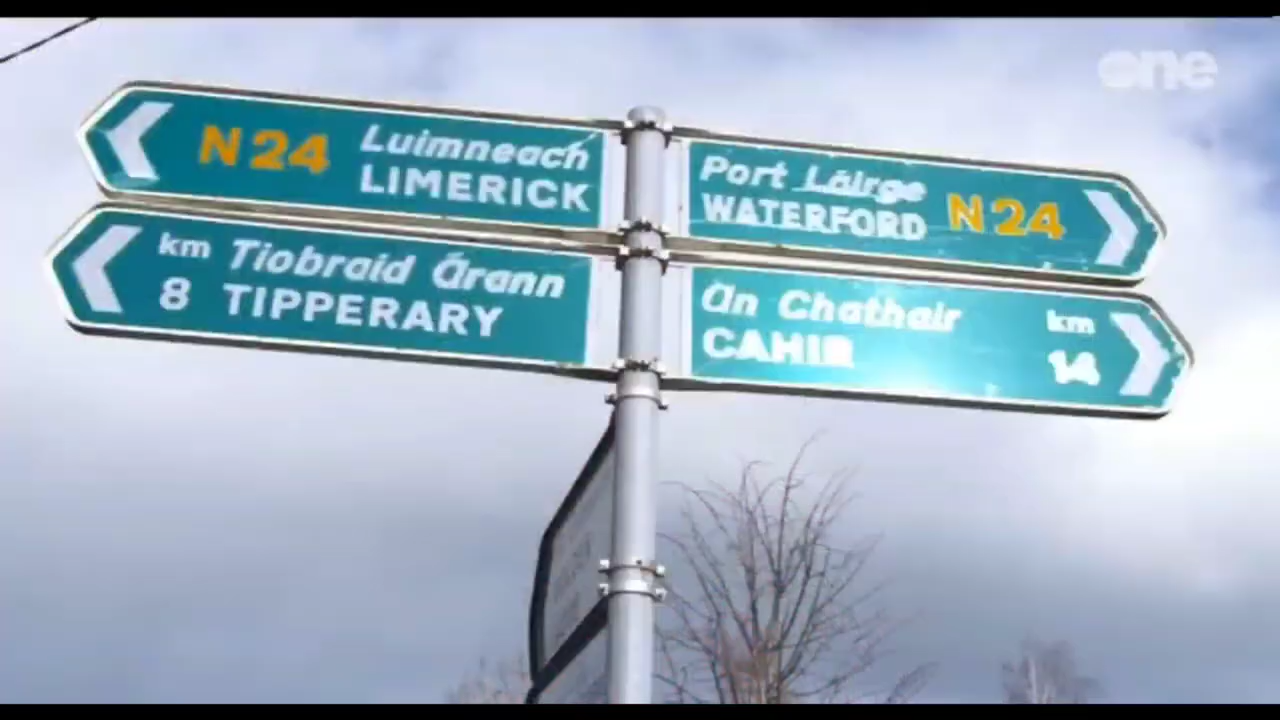 one
N24 Luimneach
LIMERICK
Port Láirge
WATERFORD N24
km Tiobraid Árann
8 TIPPERARY
An Chathair km
CAHIR 14